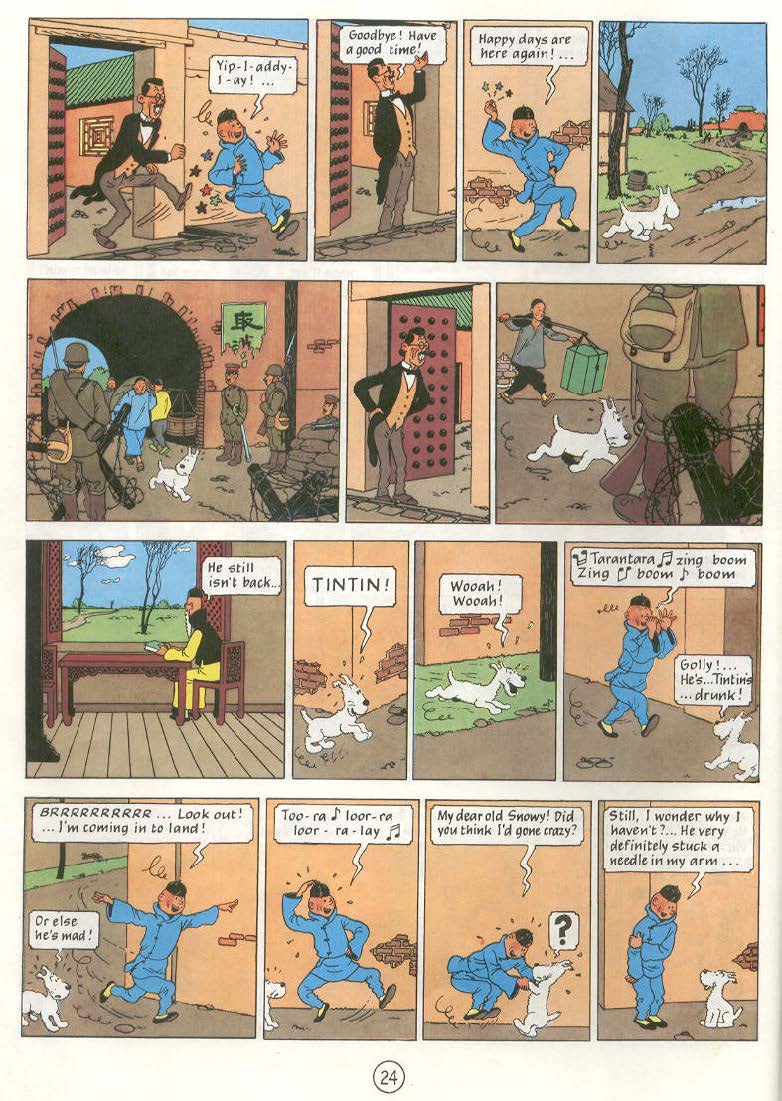 Yip-I-addy-
I-ay! ...
Goodbye! Have
a good time!
Happy days are
here again! ...
取
He still
isn't back...
TINTIN!
Wooah!
Wooah!
Tarantara ♫ zing boom
Zing ♫ boom ♪ boom
Golly!...
He's...Tintin's
...drunk!
BRRRRRRRRRRR ... Look out!
... I'm coming in to land!
Or else
he's mad!
Too-ra ♪ loor-ra
loor - ra-lay ♫
My dear old Snowy! Did
you think I'd gone crazy?
?
Still, I wonder why I
haven't?... He very
definitely stuck a
needle in my arm ...
24